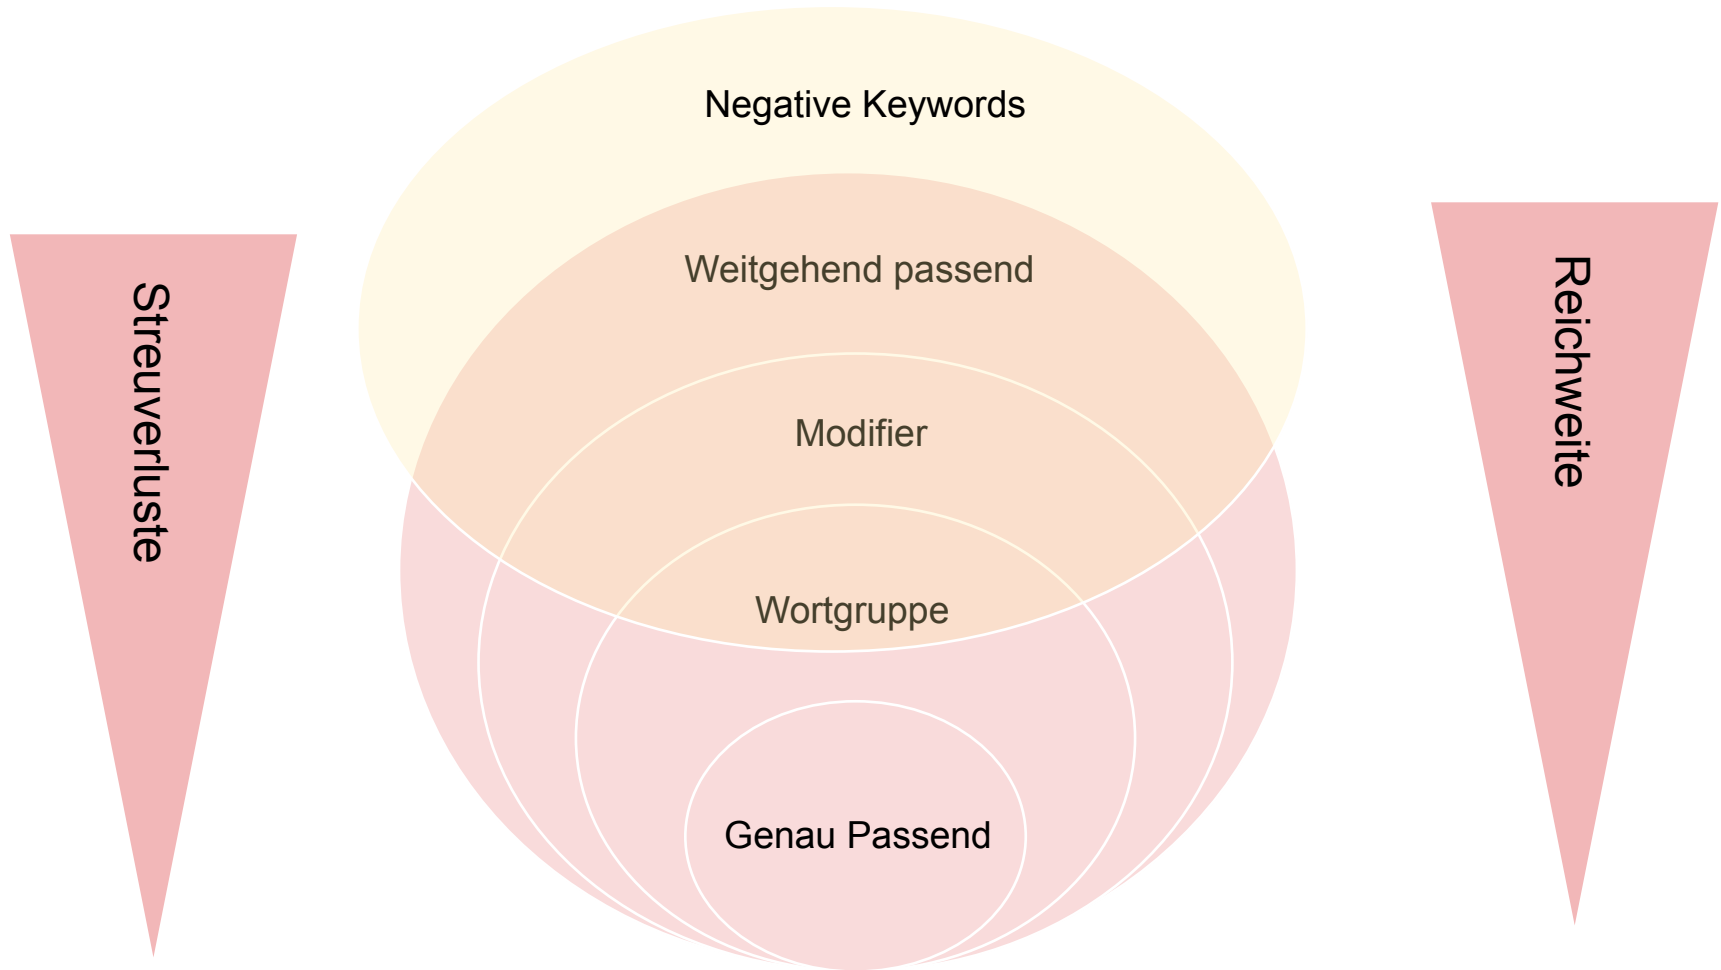 Negative Keywords
Weitgehend passend
Modifier
Wortgruppe
Genau Passend
Streuverluste
Reichweite